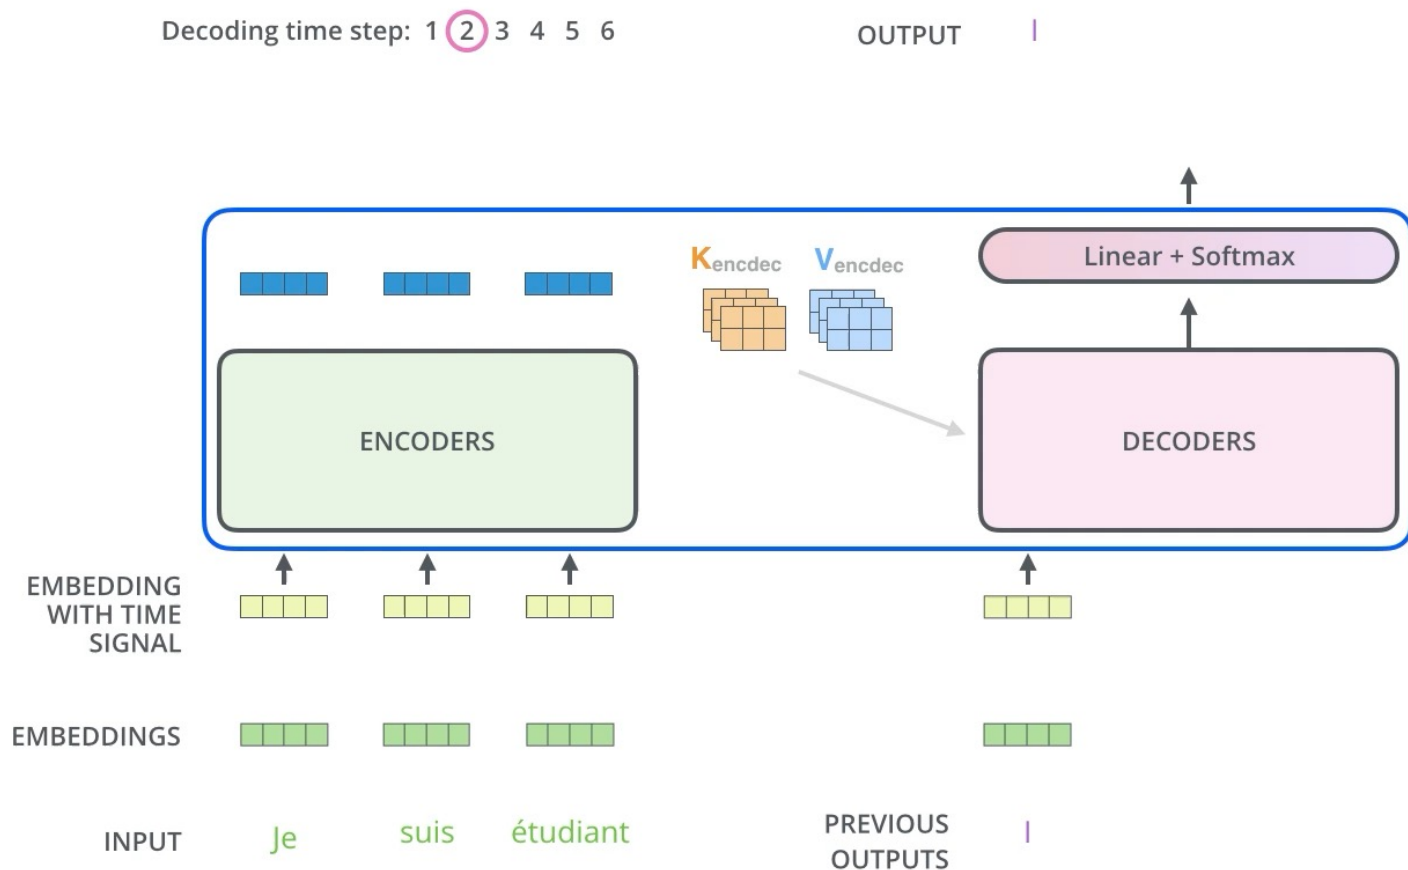 Decoding time step: 1 2 3 4 5 6
OUTPUT I
Kencdec Vencdec
Linear + Softmax
ENCODERS
DECODERS
EMBEDDING
WITH TIME
SIGNAL
EMBEDDINGS
INPUT Je suis étudiant
PREVIOUS
OUTPUTS
I